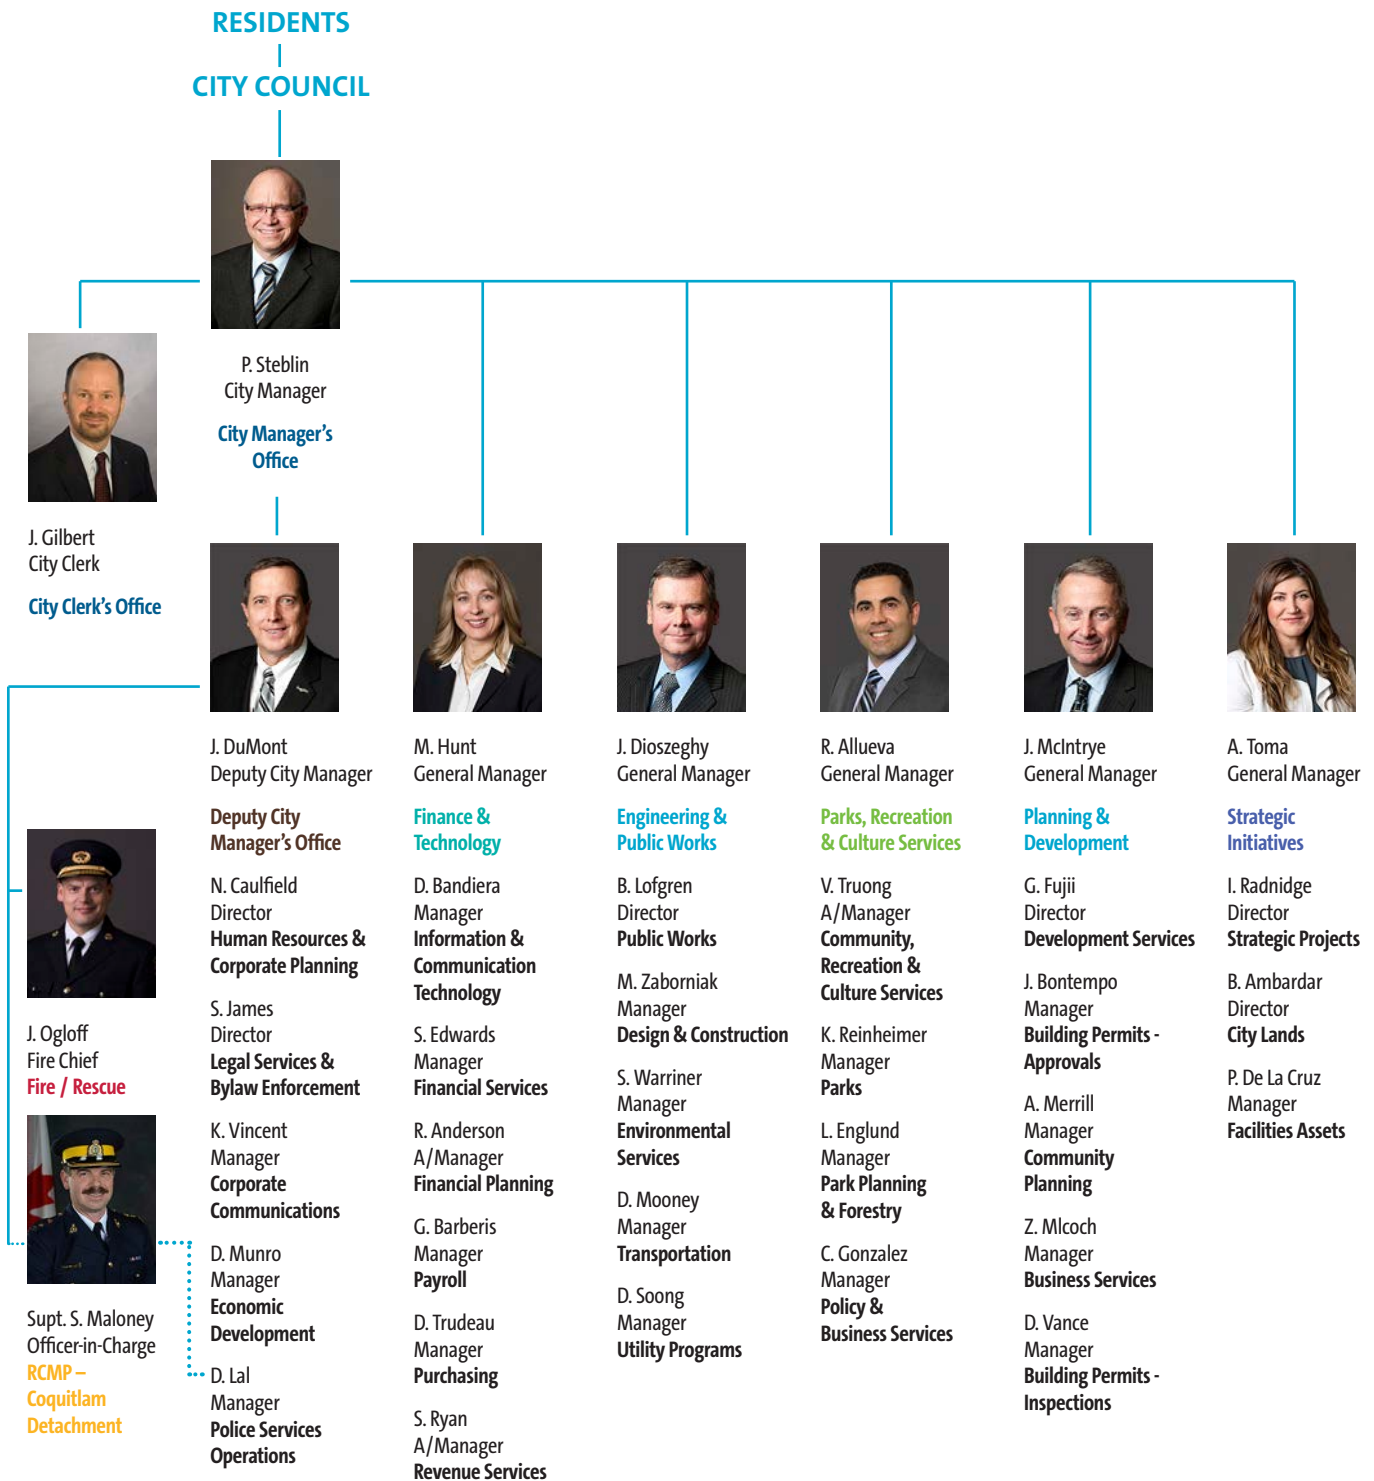 RESIDENTS
CITY COUNCIL
P. Steblin
City Manager
City Manager's
Office
J. Gilbert
City Clerk
City Clerk's Office
J. DuMont
Deputy City Manager
Deputy City
Manager's Office
N. Caulfield
Director
Human Resources &
Corporate Planning
S. James
Director
Legal Services &
Bylaw Enforcement
K. Vincent
Manager
Corporate
Communications
D. Munro
Manager
Economic
Development
D. Lal
Manager
Police Services
Operations
J. Ogloff
Fire Chief
Fire / Rescue
Supt. S. Maloney
Officer-in-Charge
RCMP –
Coquitlam
Detachment
M. Hunt
General Manager
Finance &
Technology
D. Bandiera
Manager
Information &
Communication
Technology
S. Edwards
Manager
Financial Services
R. Anderson
A/Manager
Financial Planning
G. Barberis
Manager
Payroll
D. Trudeau
Manager
Purchasing
S. Ryan
A/Manager
Revenue Services
J. Dioszeghy
General Manager
Engineering &
Public Works
B. Lofgren
Director
Public Works
M. Zaborniak
Manager
Design & Construction
S. Warriner
Manager
Environmental
Services
D. Mooney
Manager
Transportation
D. Soong
Manager
Utility Programs
R. Allueva
General Manager
Parks, Recreation
& Culture Services
V. Truong
A/Manager
Community,
Recreation &
Culture Services
K. Reinheimer
Manager
Parks
L. Englund
Manager
Park Planning
& Forestry
C. Gonzalez
Manager
Policy &
Business Services
J. McIntrye
General Manager
Planning &
Development
G. Fujii
Director
Development Services
J. Bontempo
Manager
Building Permits -
Approvals
A. Merrill
Manager
Community
Planning
Z. Mlcoch
Manager
Business Services
D. Vance
Manager
Building Permits -
Inspections
A. Toma
General Manager
Strategic
Initiatives
I. Radnidge
Director
Strategic Projects
B. Ambardar
Director
City Lands
P. De La Cruz
Manager
Facilities Assets